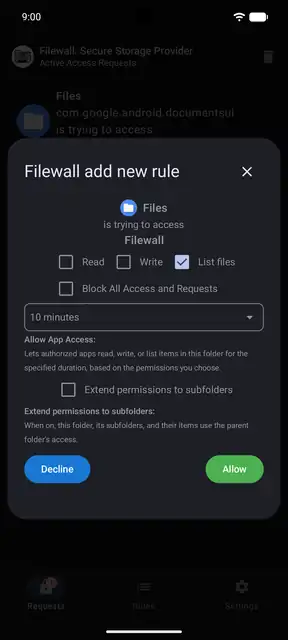 9:00
Filewall. Secure Storage Provider
Active Access Requests
Files
com.google.android.documentsui
is trying to access
Filewall add new rule
Files
is trying to access
Filewall
Read
Write
List files
Block All Access and Requests
10 minutes
Allow App Access:
Lets authorized apps read, write, or list items in this folder for the
specified duration, based on the permissions you choose.
Extend permissions to subfolders
Extend permissions to subfolders:
When on, this folder, its subfolders, and their items use the parent
folder's access.
Decline
Allow
Requests
Rules
Settings